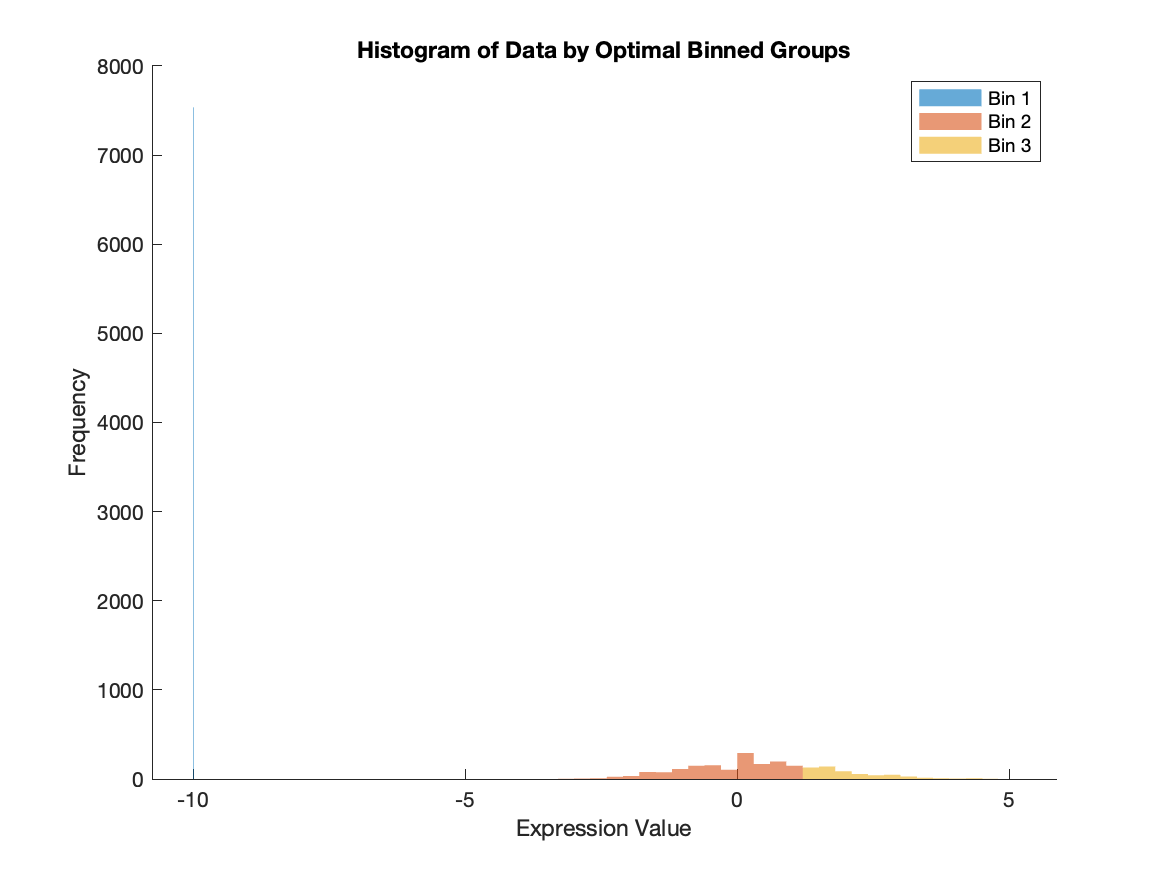 Histogram of Data by Optimal Binned Groups
8000
7000
6000
5000
4000
3000
2000
1000
0
Frequency
-10
-5
0
5
Expression Value
Bin 1
Bin 2
Bin 3